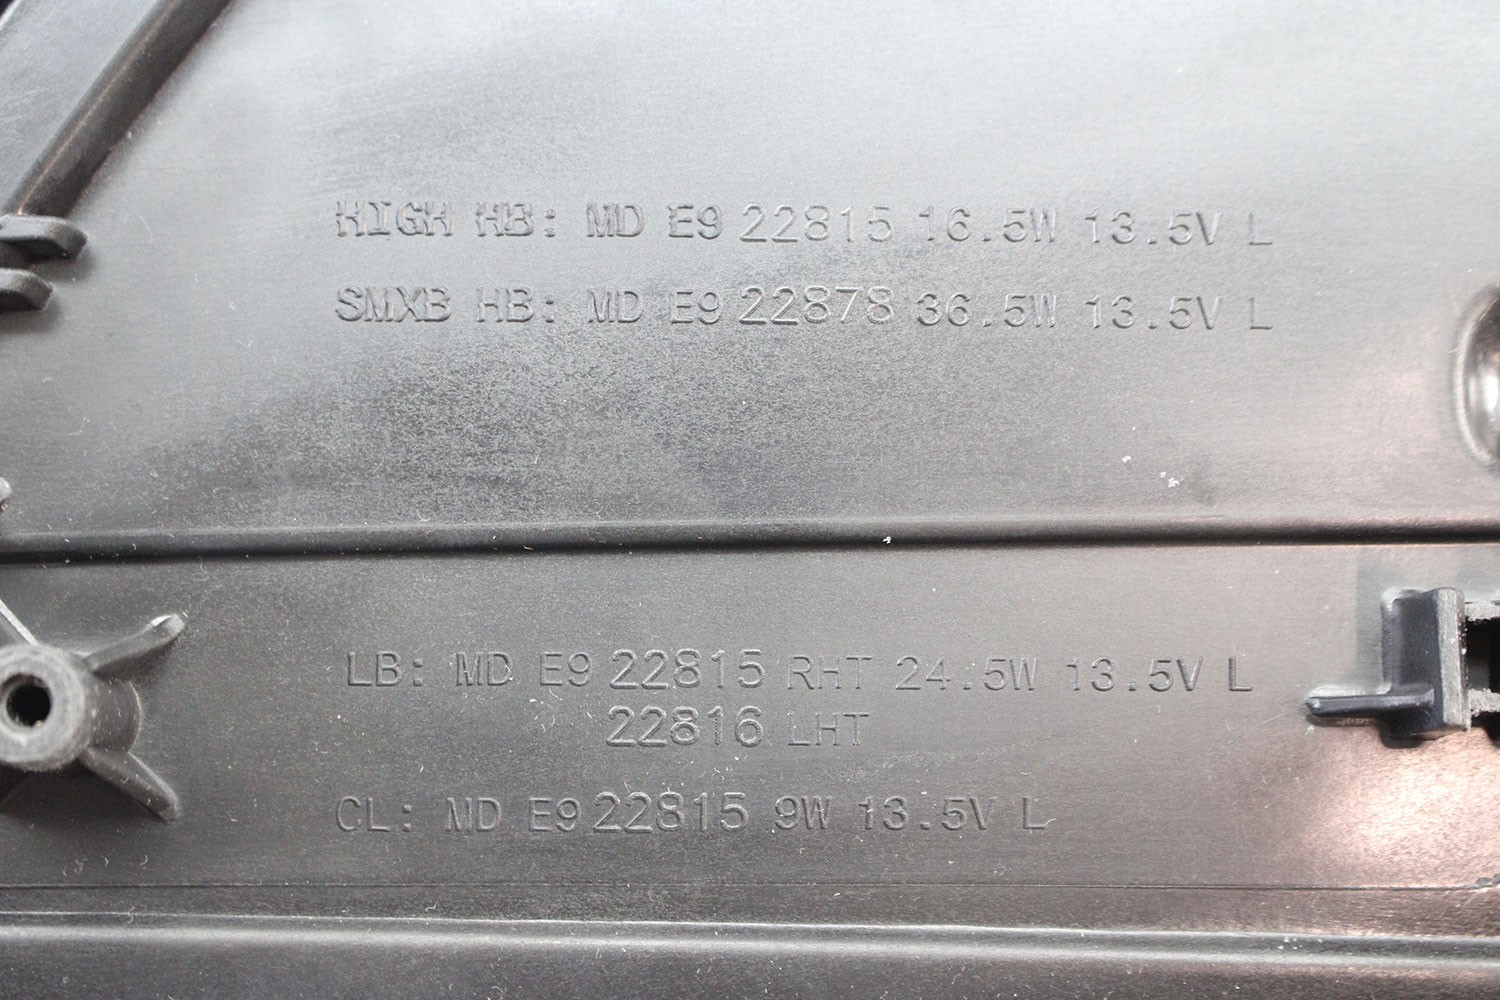 HIGH HB: MD E9 22815 16.5W 13.5V L
SMXB HB: MD E9 22878 36.5W 13.5V L
LB: MD E9 22815 RHT 24.5W 13.5V L
22816 LHT
CL: MD E9 22815 9W 13.5V L